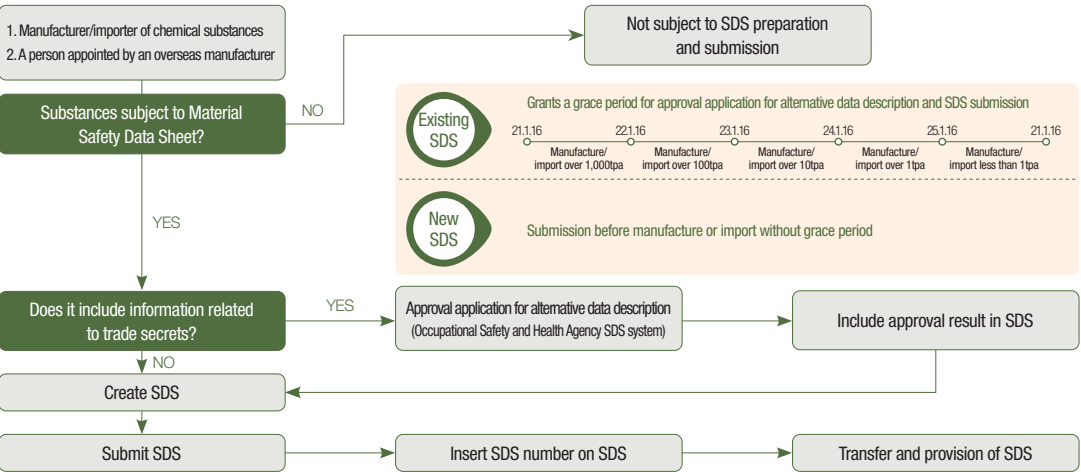 1. Manufacturer/importer of chemical substances
2. A person appointed by an overseas manufacturer
Not subject to SDS preparation
and submission
Substances subject to Material
Safety Data Sheet?
NO
Existing
SDS
Grants a grace period for approval application for alternative data description and SDS submission
21.1.16
22.1.16
23.1.16
24.1.16
25.1.16
21.1.16
Manufacture/
import over 1,000tpa
Manufacture/
import over 100tpa
Manufacture/
import over 10tpa
Manufacture/
import over 1tpa
Manufacture/
import less than 1tpa
New
SDS
Submission before manufacture or import without grace period
YES
Does it include information related
to trade secrets?
YES
Approval application for alternative data description
(Occupational Safety and Health Agency SDS system)
Include approval result in SDS
NO
Create SDS
Submit SDS
Insert SDS number on SDS
Transfer and provision of SDS